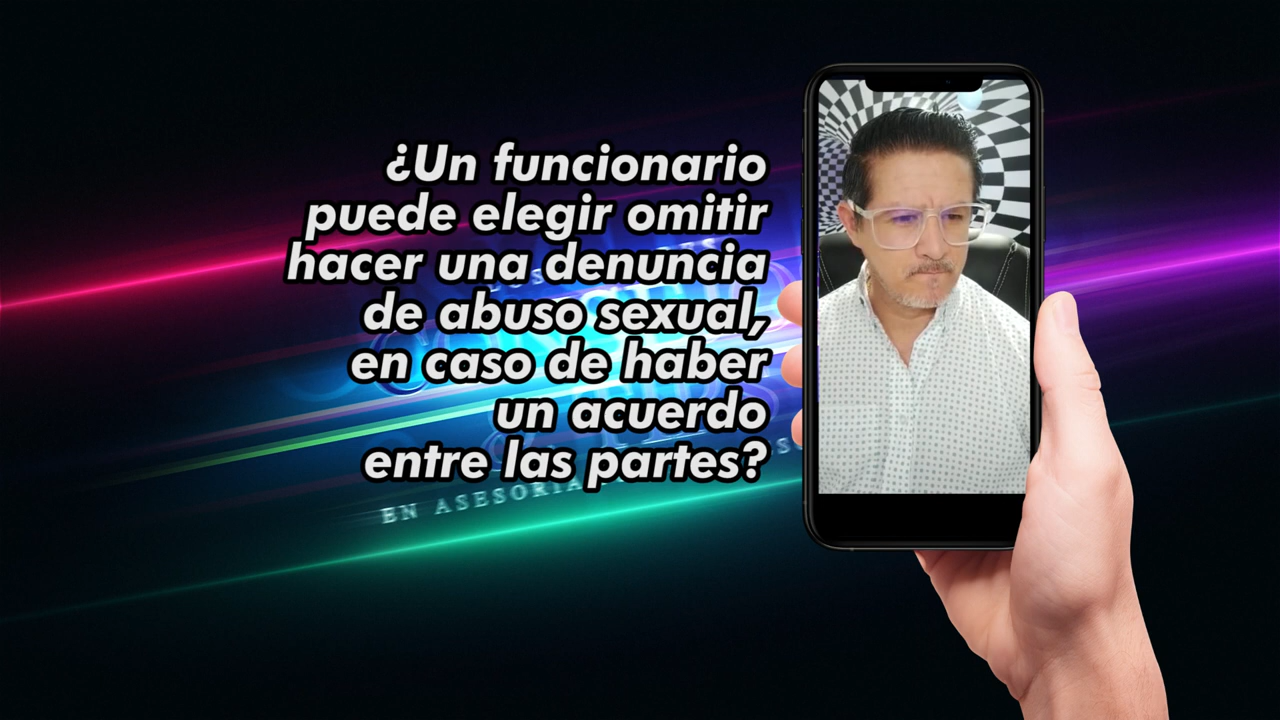 ¿Un funcionario
puede elegir omitir
hacer una denuncia
de abuso sexual,
en caso de haber
un acuerdo
entre las partes?
EN ASESORIA